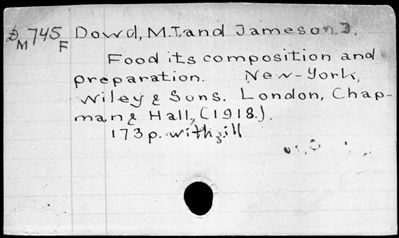 D 745 Dowd, M.T. and Jameson, J.
M F
Food its composition and
preparation. New-York,
Wiley & Sons. London, Chap-
man & Hall, (1918.).
173 p. with ill